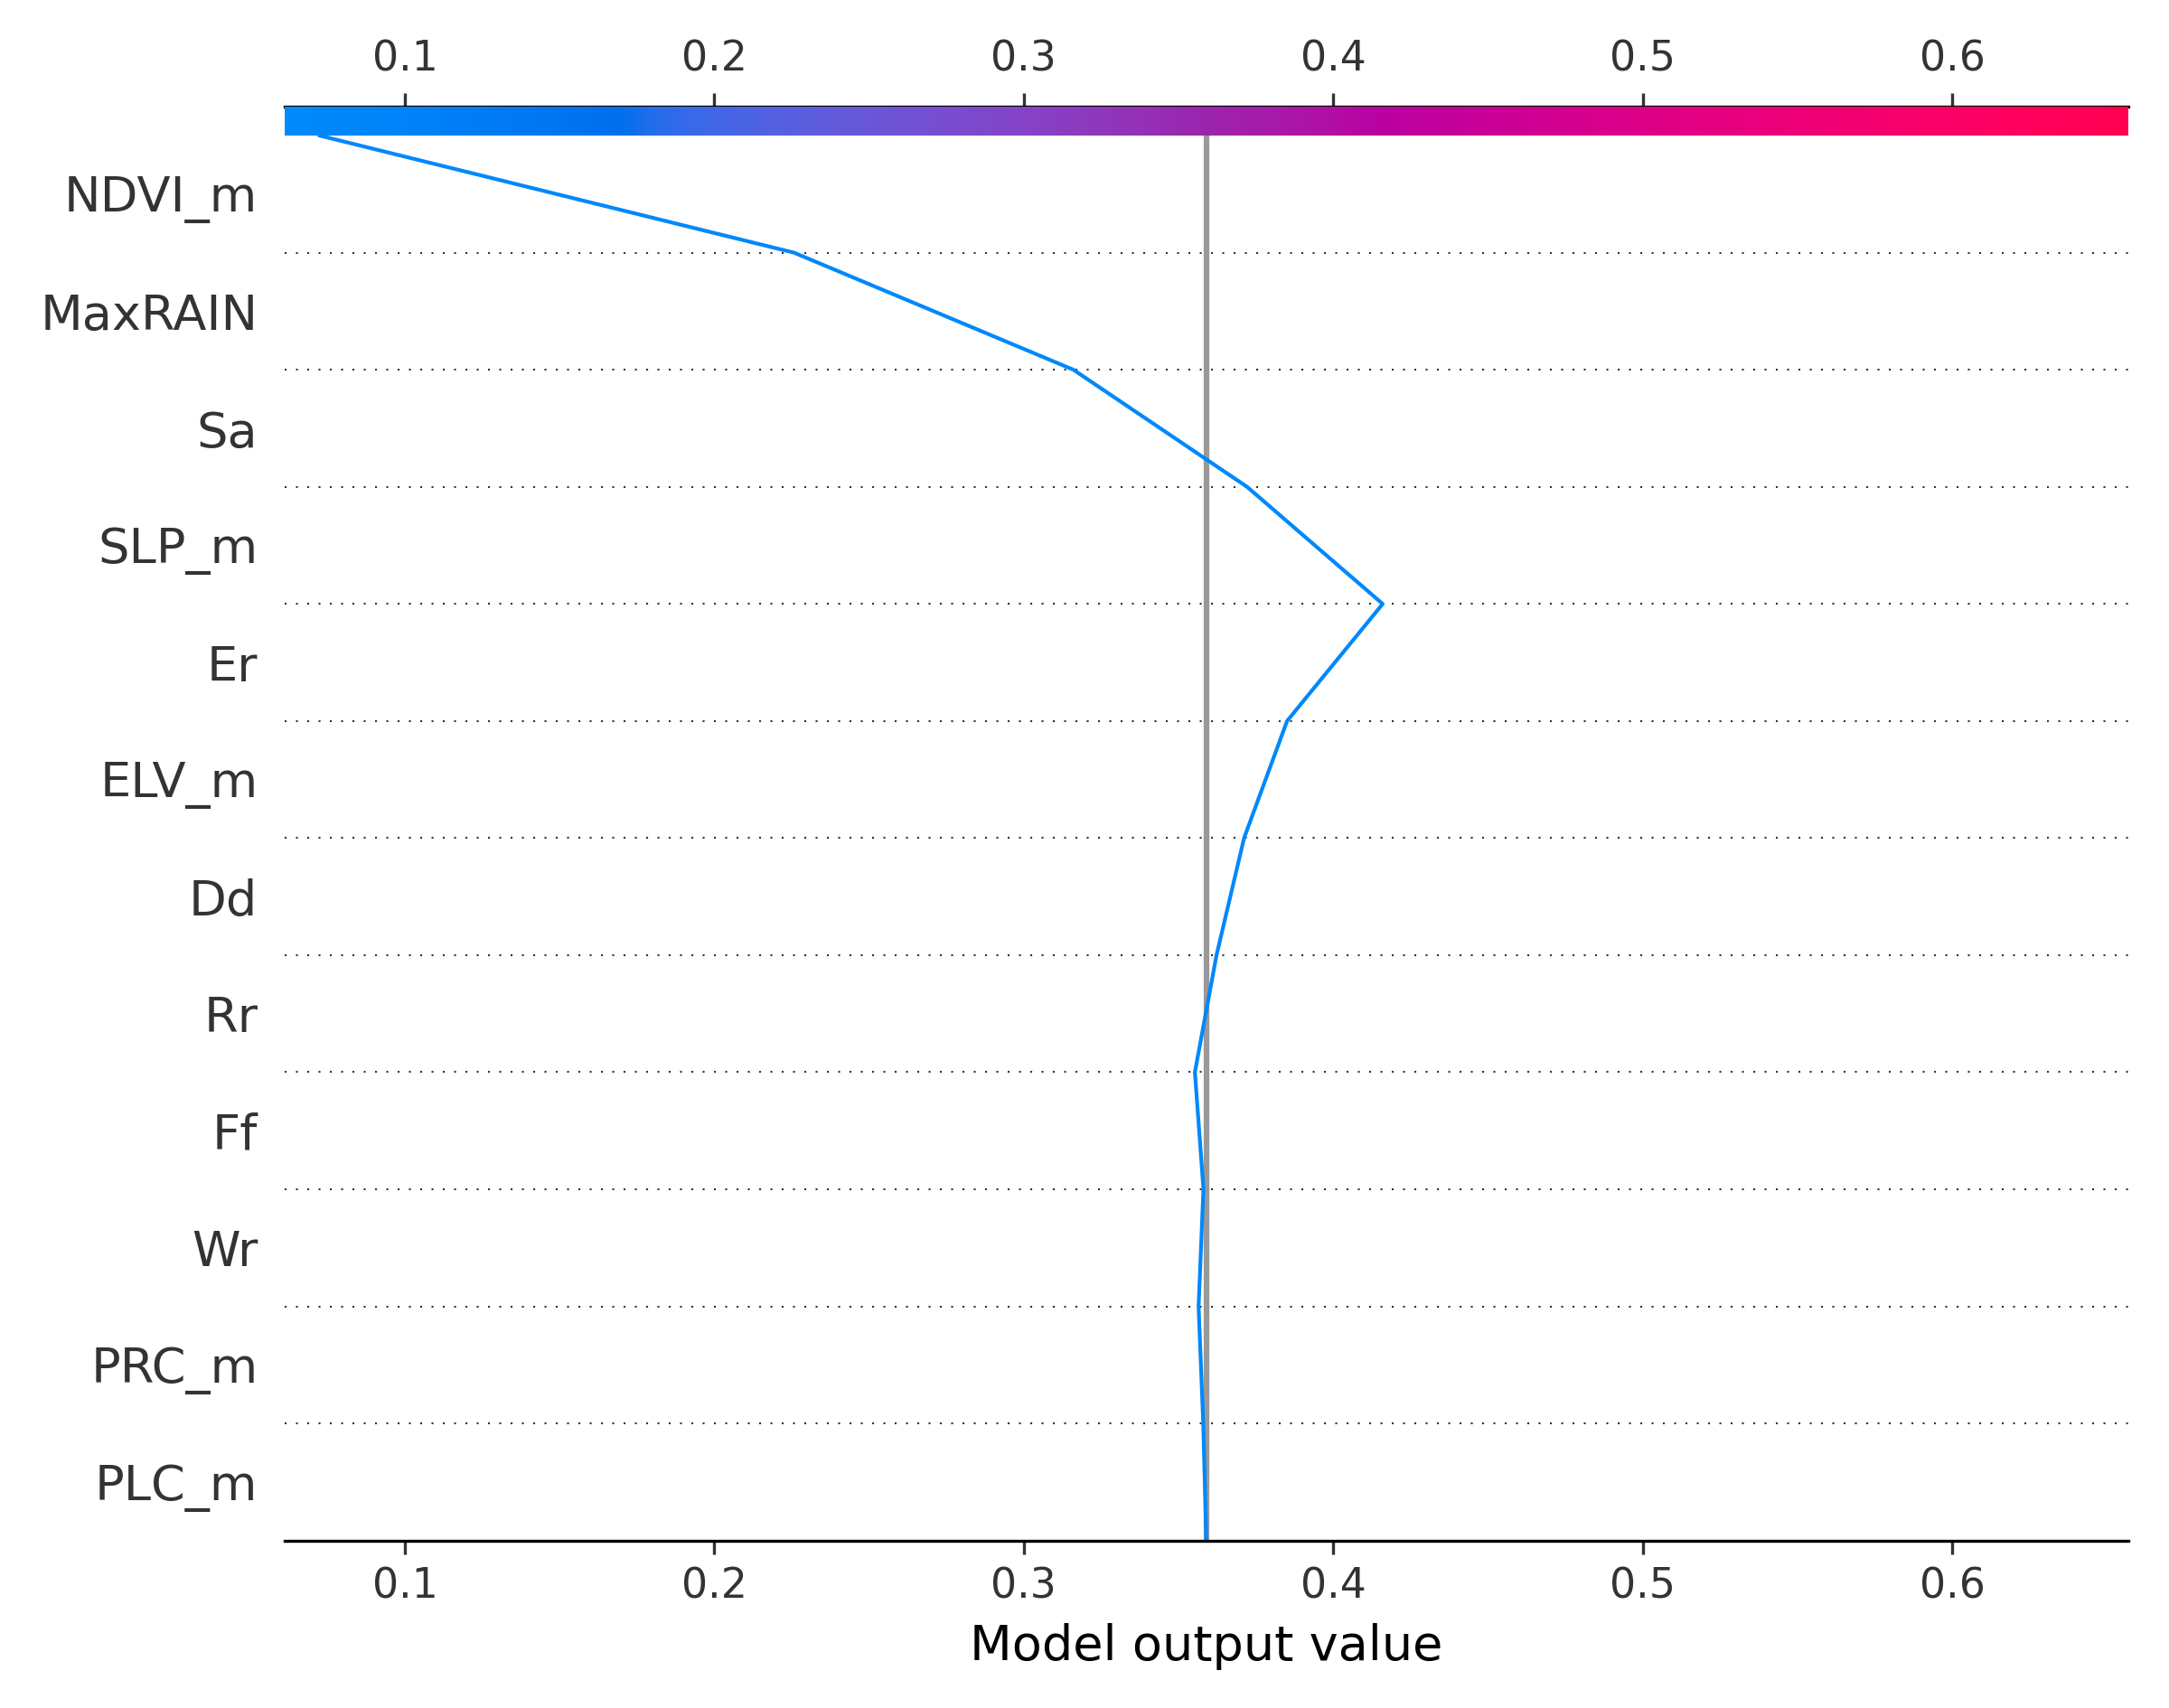 0.1 0.2 0.3 0.4 0.5 0.6
NDVI_m
MaxRAIN
Sa
SLP_m
Er
ELV_m
Dd
Rr
Ff
Wr
PRC_m
PLC_m
0.1 0.2 0.3 0.4 0.5 0.6
Model output value